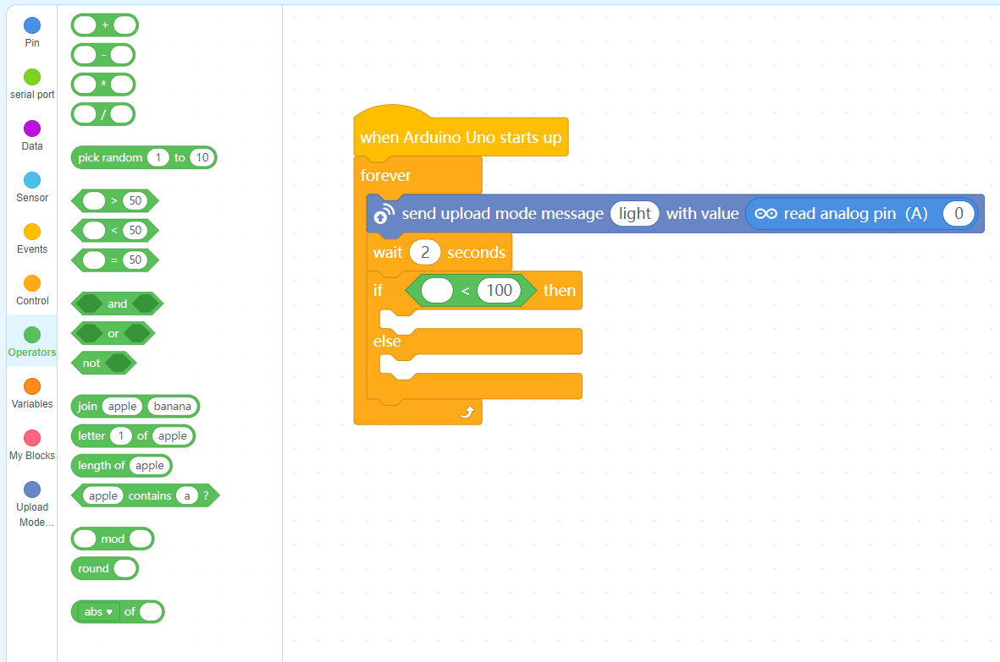 Pin
serial port
Data
Sensor
Events
Control
Operators
Variables
My Blocks
Upload
Mode...
+
-
*
/
pick random 1 to 10
> 50
< 50
= 50
and
or
not
join apple banana
letter 1 of apple
length of apple
apple contains a ?
mod
round
abs ▾ of
when Arduino Uno starts up
forever
send upload mode message light with value read analog pin (A) 0
wait 2 seconds
if < 100 then
else